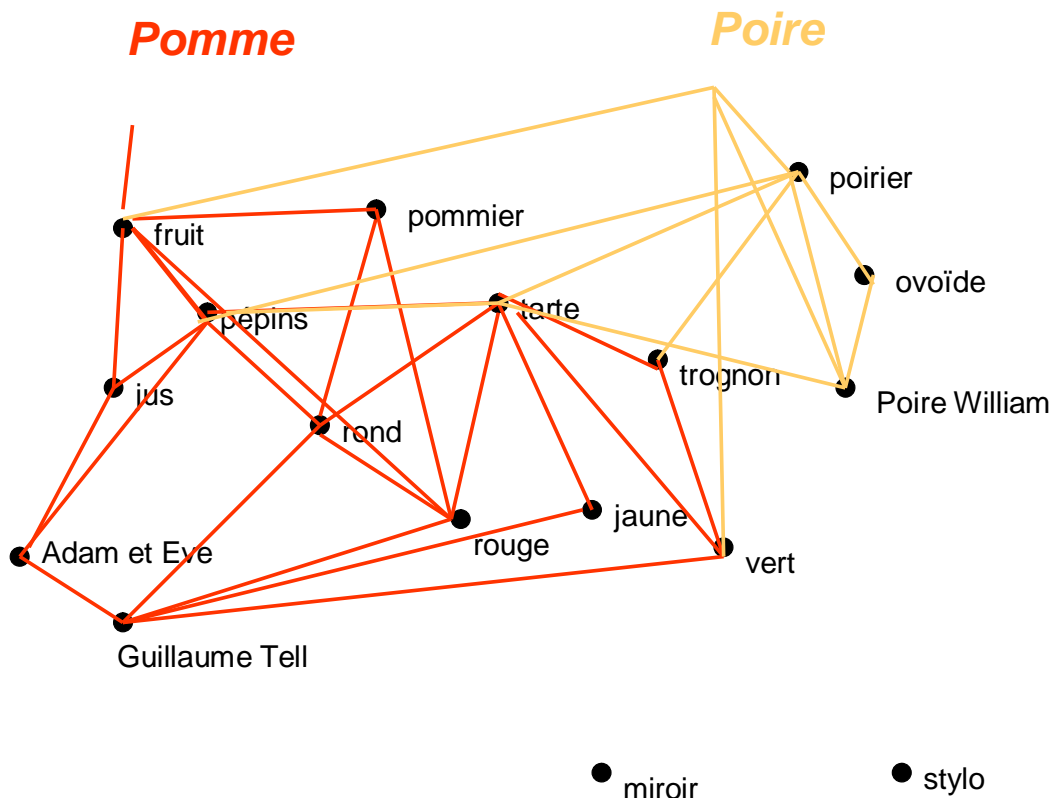 Pomme
Poire
poirier
pommier
fruit
ovoïde
pépins
tarte
trognon
jus
Poire William
rond
jaune
rouge
Adam et Eve
vert
Guillaume Tell
miroir
stylo